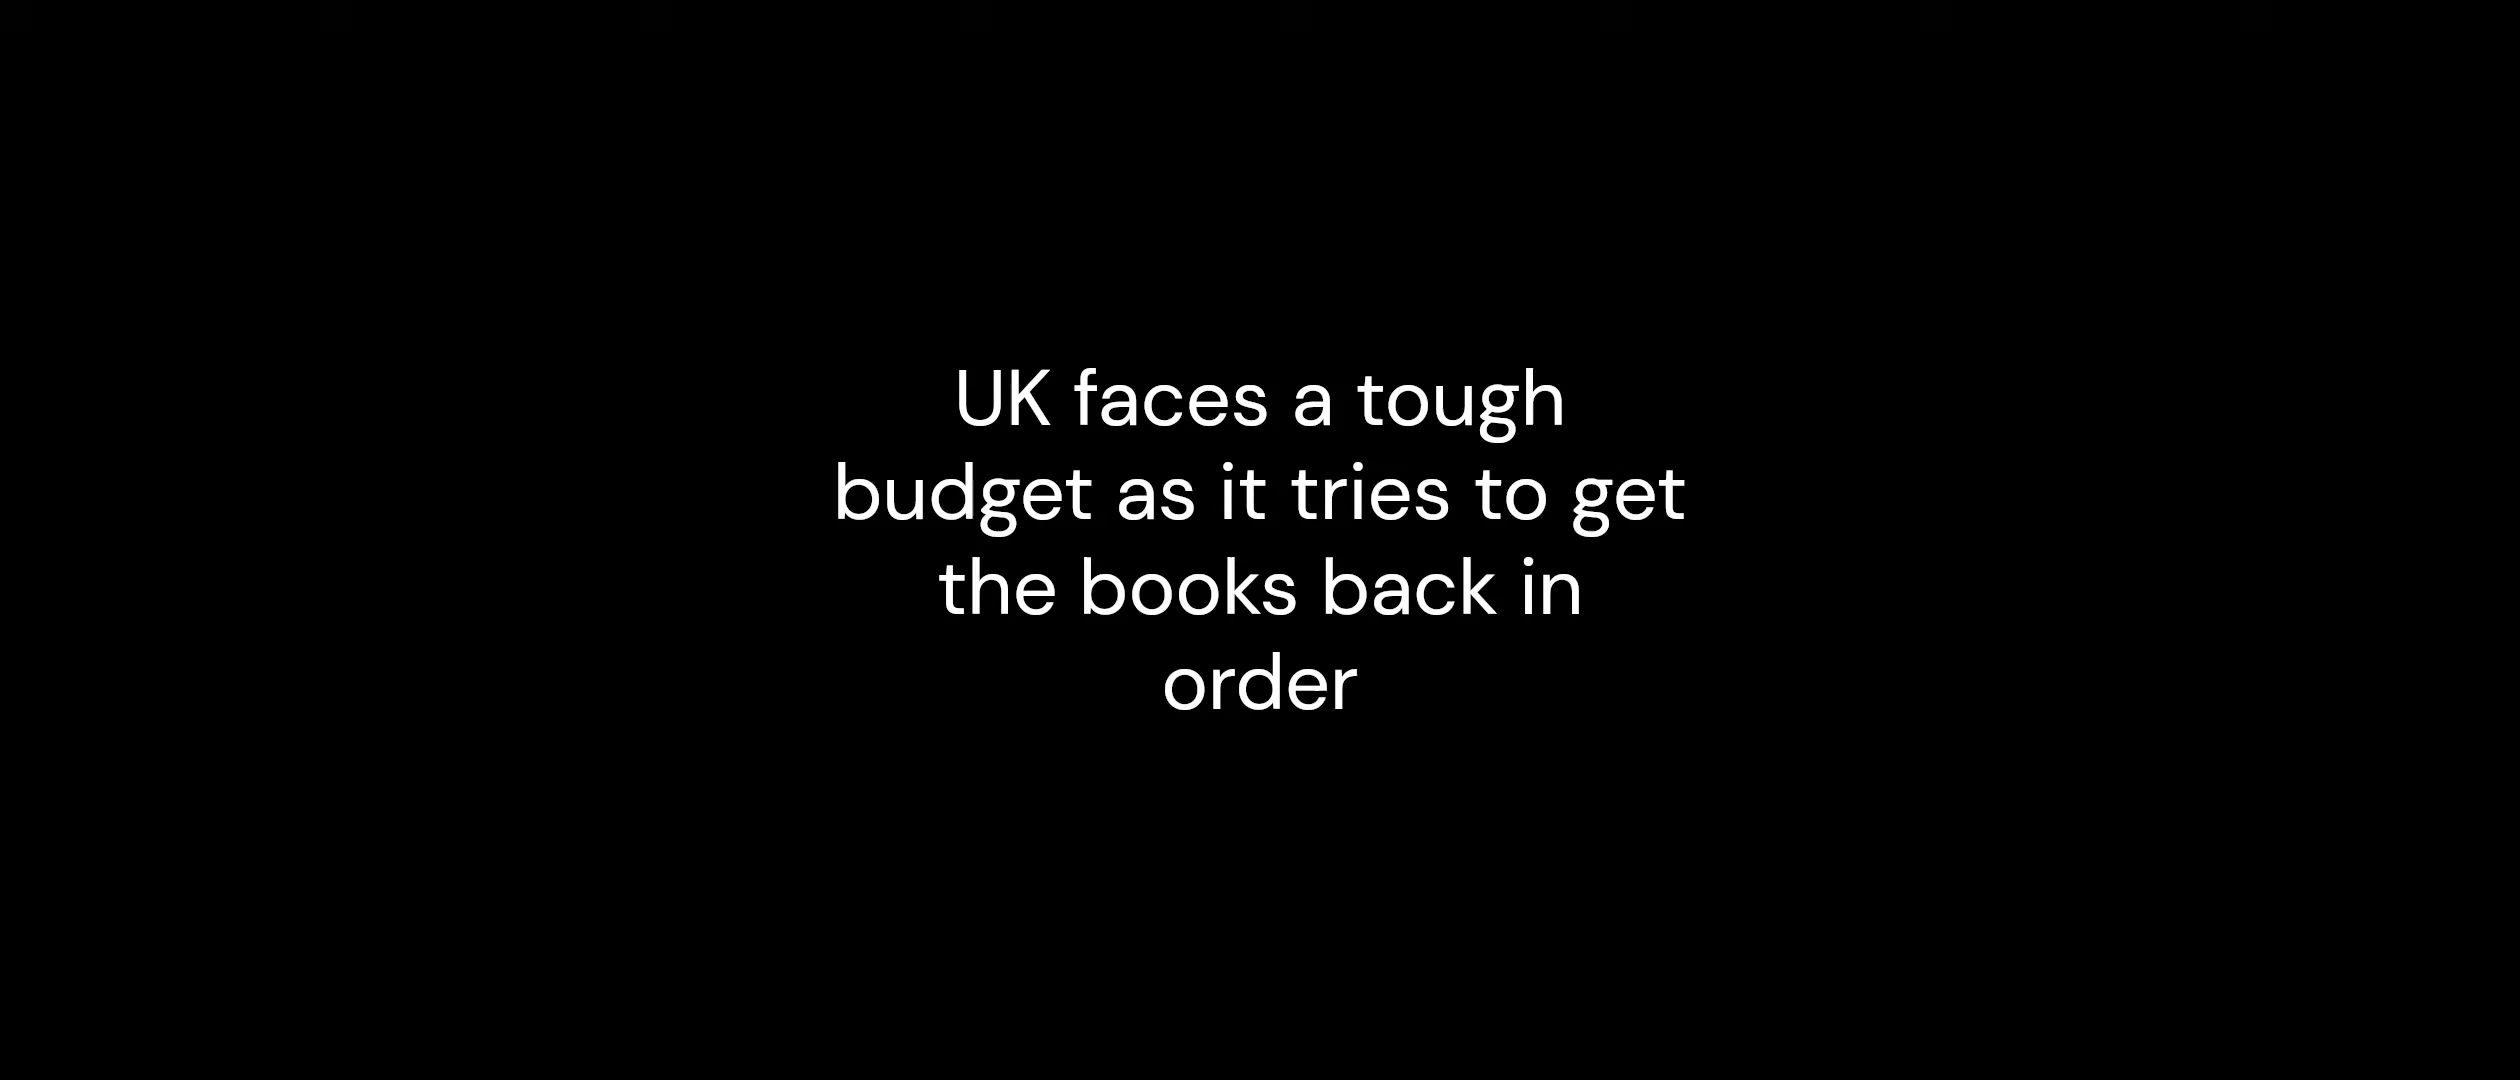 UK faces a tough
budget as it tries to get
the books back in
order